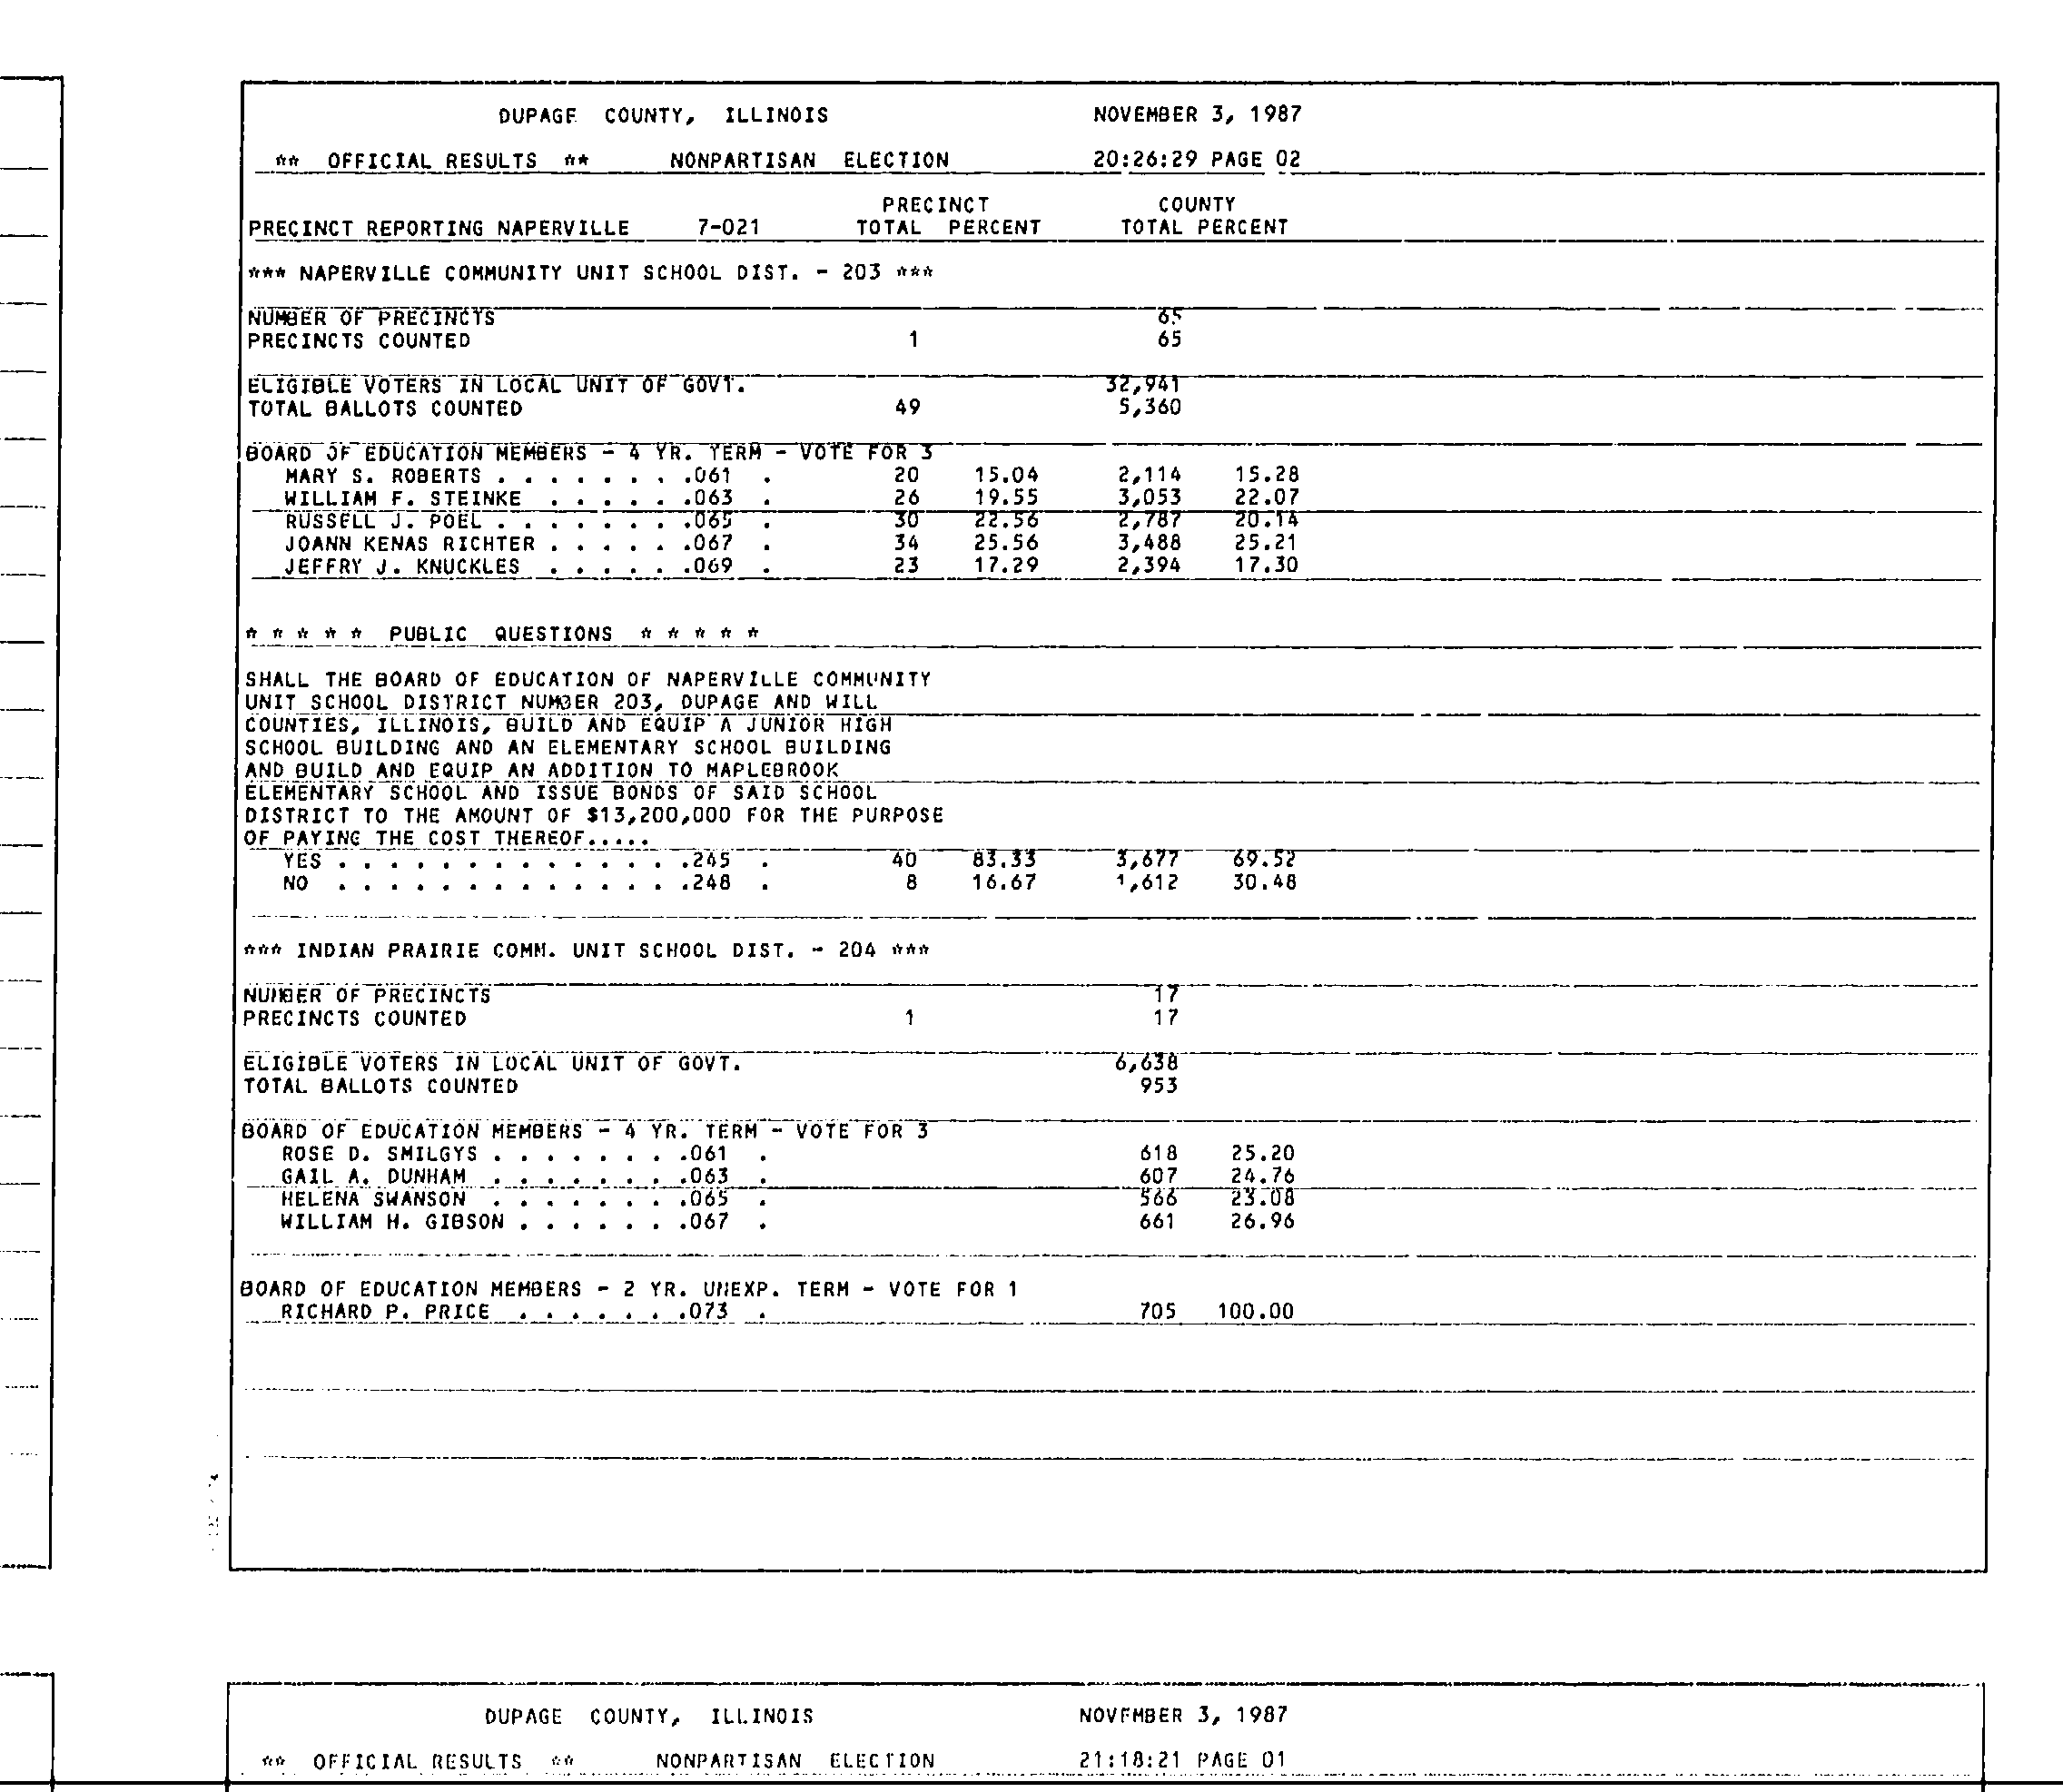 DUPAGE COUNTY, ILLINOIS NOVEMBER 3, 1987
** OFFICIAL RESULTS ** NONPARTISAN ELECTION 20:26:29 PAGE 02
PRECINCT COUNTY
PRECINCT REPORTING NAPERVILLE 7-021 TOTAL PERCENT TOTAL PERCENT
*** NAPERVILLE COMMUNITY UNIT SCHOOL DIST. - 203 ***
NUMBER OF PRECINCTS 65
PRECINCTS COUNTED 1 65
ELIGIBLE VOTERS IN LOCAL UNIT OF GOVT. 32,941
TOTAL BALLOTS COUNTED 49 5,360
BOARD OF EDUCATION MEMBERS - 4 YR. TERM - VOTE FOR 3
MARY S. ROBERTS . . . . . . . .061 . 20 15.04 2,114 15.28
WILLIAM F. STEINKE . . . . . .063 . 26 19.55 3,053 22.07
RUSSELL J. POEL . . . . . . . .065 . 30 22.56 2,787 20.14
JOANN KENAS RICHTER . . . . . .067 . 34 25.56 3,488 25.21
JEFFRY J. KNUCKLES . . . . . .069 . 23 17.29 2,394 17.30
* * * * * PUBLIC QUESTIONS * * * * *
SHALL THE BOARD OF EDUCATION OF NAPERVILLE COMMUNITY
UNIT SCHOOL DISTRICT NUMBER 203, DUPAGE AND WILL
COUNTIES, ILLINOIS, BUILD AND EQUIP A JUNIOR HIGH
SCHOOL BUILDING AND AN ELEMENTARY SCHOOL BUILDING
AND BUILD AND EQUIP AN ADDITION TO MAPLEBROOK
ELEMENTARY SCHOOL AND ISSUE BONDS OF SAID SCHOOL
DISTRICT TO THE AMOUNT OF $13,200,000 FOR THE PURPOSE
OF PAYING THE COST THEREOF.....
YES . . . . . . . . . . . . . .245 . 40 83.33 3,677 69.52
NO . . . . . . . . . . . . . .248 . 8 16.67 1,612 30.48
*** INDIAN PRAIRIE COMM. UNIT SCHOOL DIST. - 204 ***
NUMBER OF PRECINCTS 17
PRECINCTS COUNTED 1 17
ELIGIBLE VOTERS IN LOCAL UNIT OF GOVT. 6,638
TOTAL BALLOTS COUNTED 953
BOARD OF EDUCATION MEMBERS - 4 YR. TERM - VOTE FOR 3
ROSE D. SMILGYS . . . . . . . .061 . 618 25.20
GAIL A. DUNHAM . . . . . . . .063 . 607 24.76
HELENA SWANSON . . . . . . . .065 . 566 23.08
WILLIAM H. GIBSON . . . . . . .067 . 661 26.96
BOARD OF EDUCATION MEMBERS - 2 YR. UNEXP. TERM - VOTE FOR 1
RICHARD P. PRICE . . . . . . .073 . 705 100.00
DUPAGE COUNTY, ILLINOIS NOVEMBER 3, 1987
** OFFICIAL RESULTS ** NONPARTISAN ELECTION 21:18:21 PAGE 01